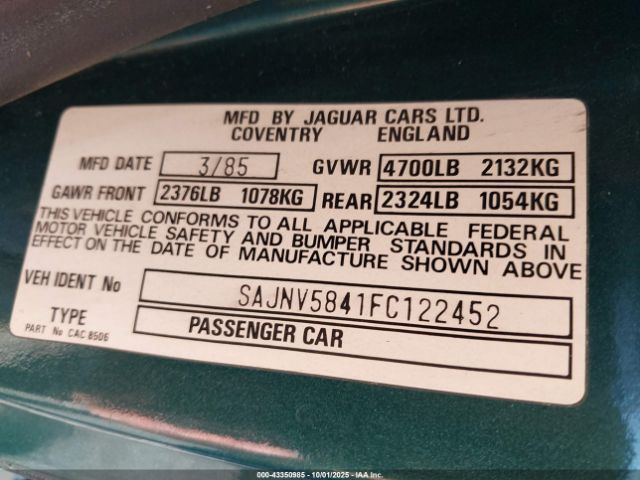 MFD BY JAGUAR CARS LTD.
COVENTRY ENGLAND
MFD DATE 3/85 GVWR 4700LB 2132KG
GAWR FRONT 2376LB 1078KG REAR 2324LB 1054KG
THIS VEHICLE CONFORMS TO ALL APPLICABLE FEDERAL
MOTOR VEHICLE SAFETY AND BUMPER STANDARDS IN
EFFECT ON THE DATE OF MANUFACTURE SHOWN ABOVE
VEH IDENT No SAJNV5841FC122452
TYPE PASSENGER CAR
PART No CAC 8506
000-43350985 - 10/01/2025 - IAAI.COM